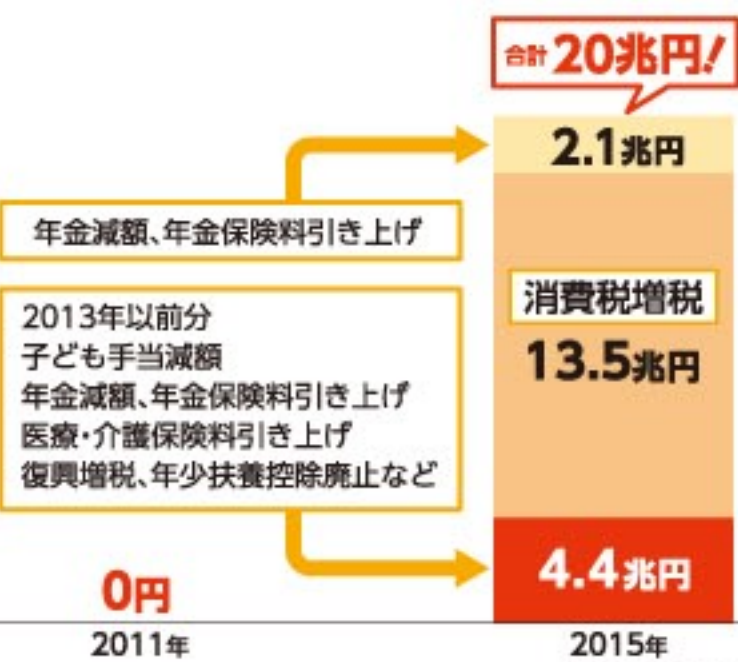 合計20兆円!
2.1兆円
年金減額、年金保険料引き上げ
消費税増税
13.5兆円
2013年以前分
子ども手当減額
年金減額、年金保険料引き上げ
医療・介護保険料引き上げ
復興増税、年少扶養控除廃止など
4.4兆円
0円
2011年
2015年